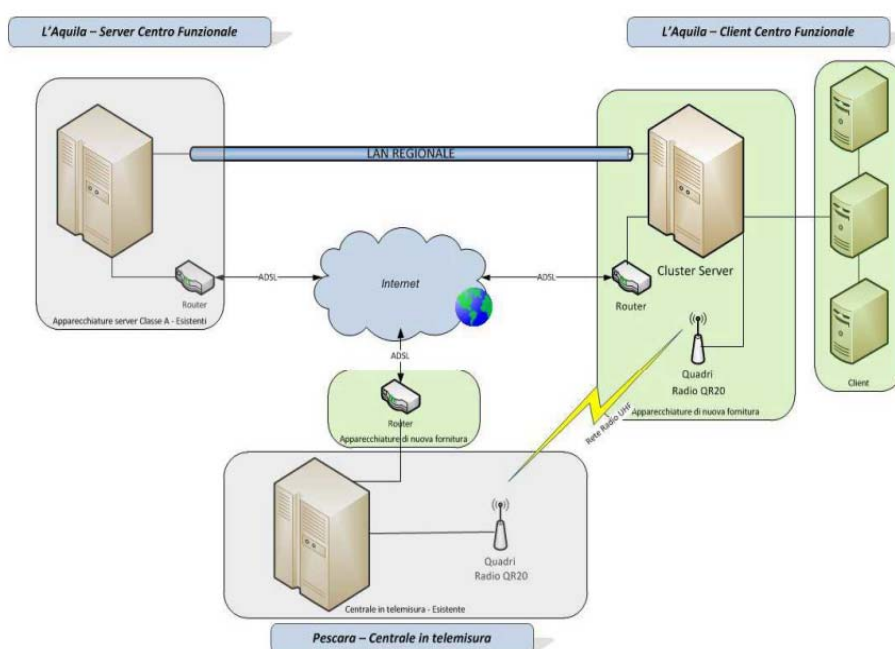 L'Aquila – Server Centro Funzionale
L'Aquila – Client Centro Funzionale
LAN REGIONALE
Cluster Server
Router
ADSL
Internet
ADSL
Router
Apparecchiature server Classe A - Esistenti
ADSL
Quadri
Radio QR20
Client
Apparecchiature di nuova fornitura
Rete Radio UHF
Router
Apparecchiature di nuova fornitura
Quadri
Radio QR20
Centrale in telemisura - Esistente
Pescara – Centrale in telemisura